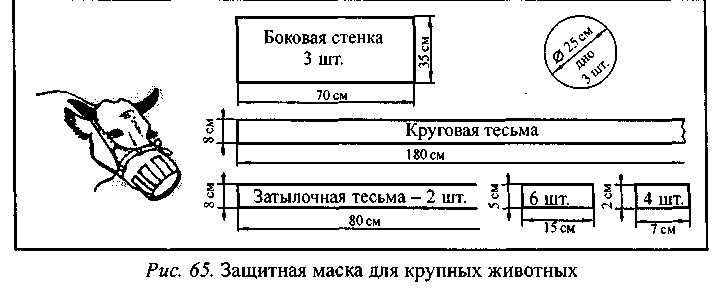 Боковая стенка
3 шт.
35 см
70 см
Ø 25 см
дно
3 шт.
8 см
Круговая тесьма
180 см
8 см
Затылочная тесьма – 2 шт.
80 см
5 см
6 шт.
15 см
2 см
4 шт.
7 см
Рис. 65. Защитная маска для крупных животных